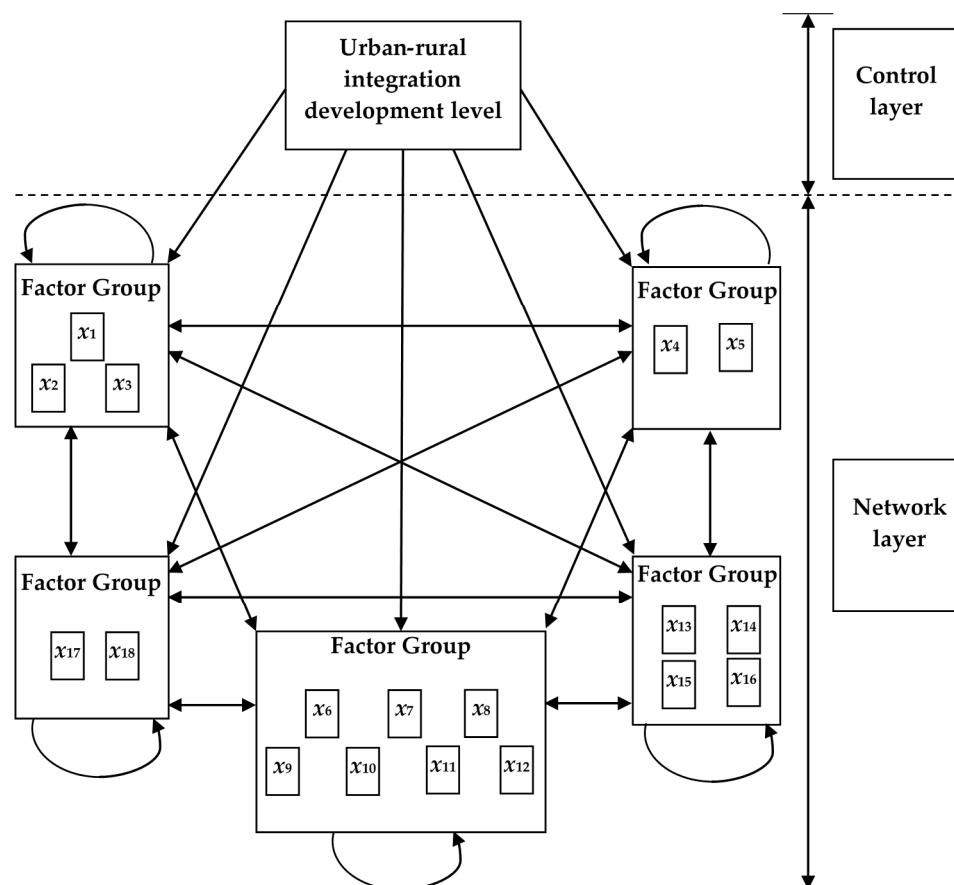 Urban-rural
integration
development level
Control
layer
Factor Group
x1
x2 x3
Factor Group
x4 x5
Network
layer
Factor Group
x17 x18
Factor Group
x6 x7 x8
x9 x10 x11 x12
Factor Group
x13 x14
x15 x16